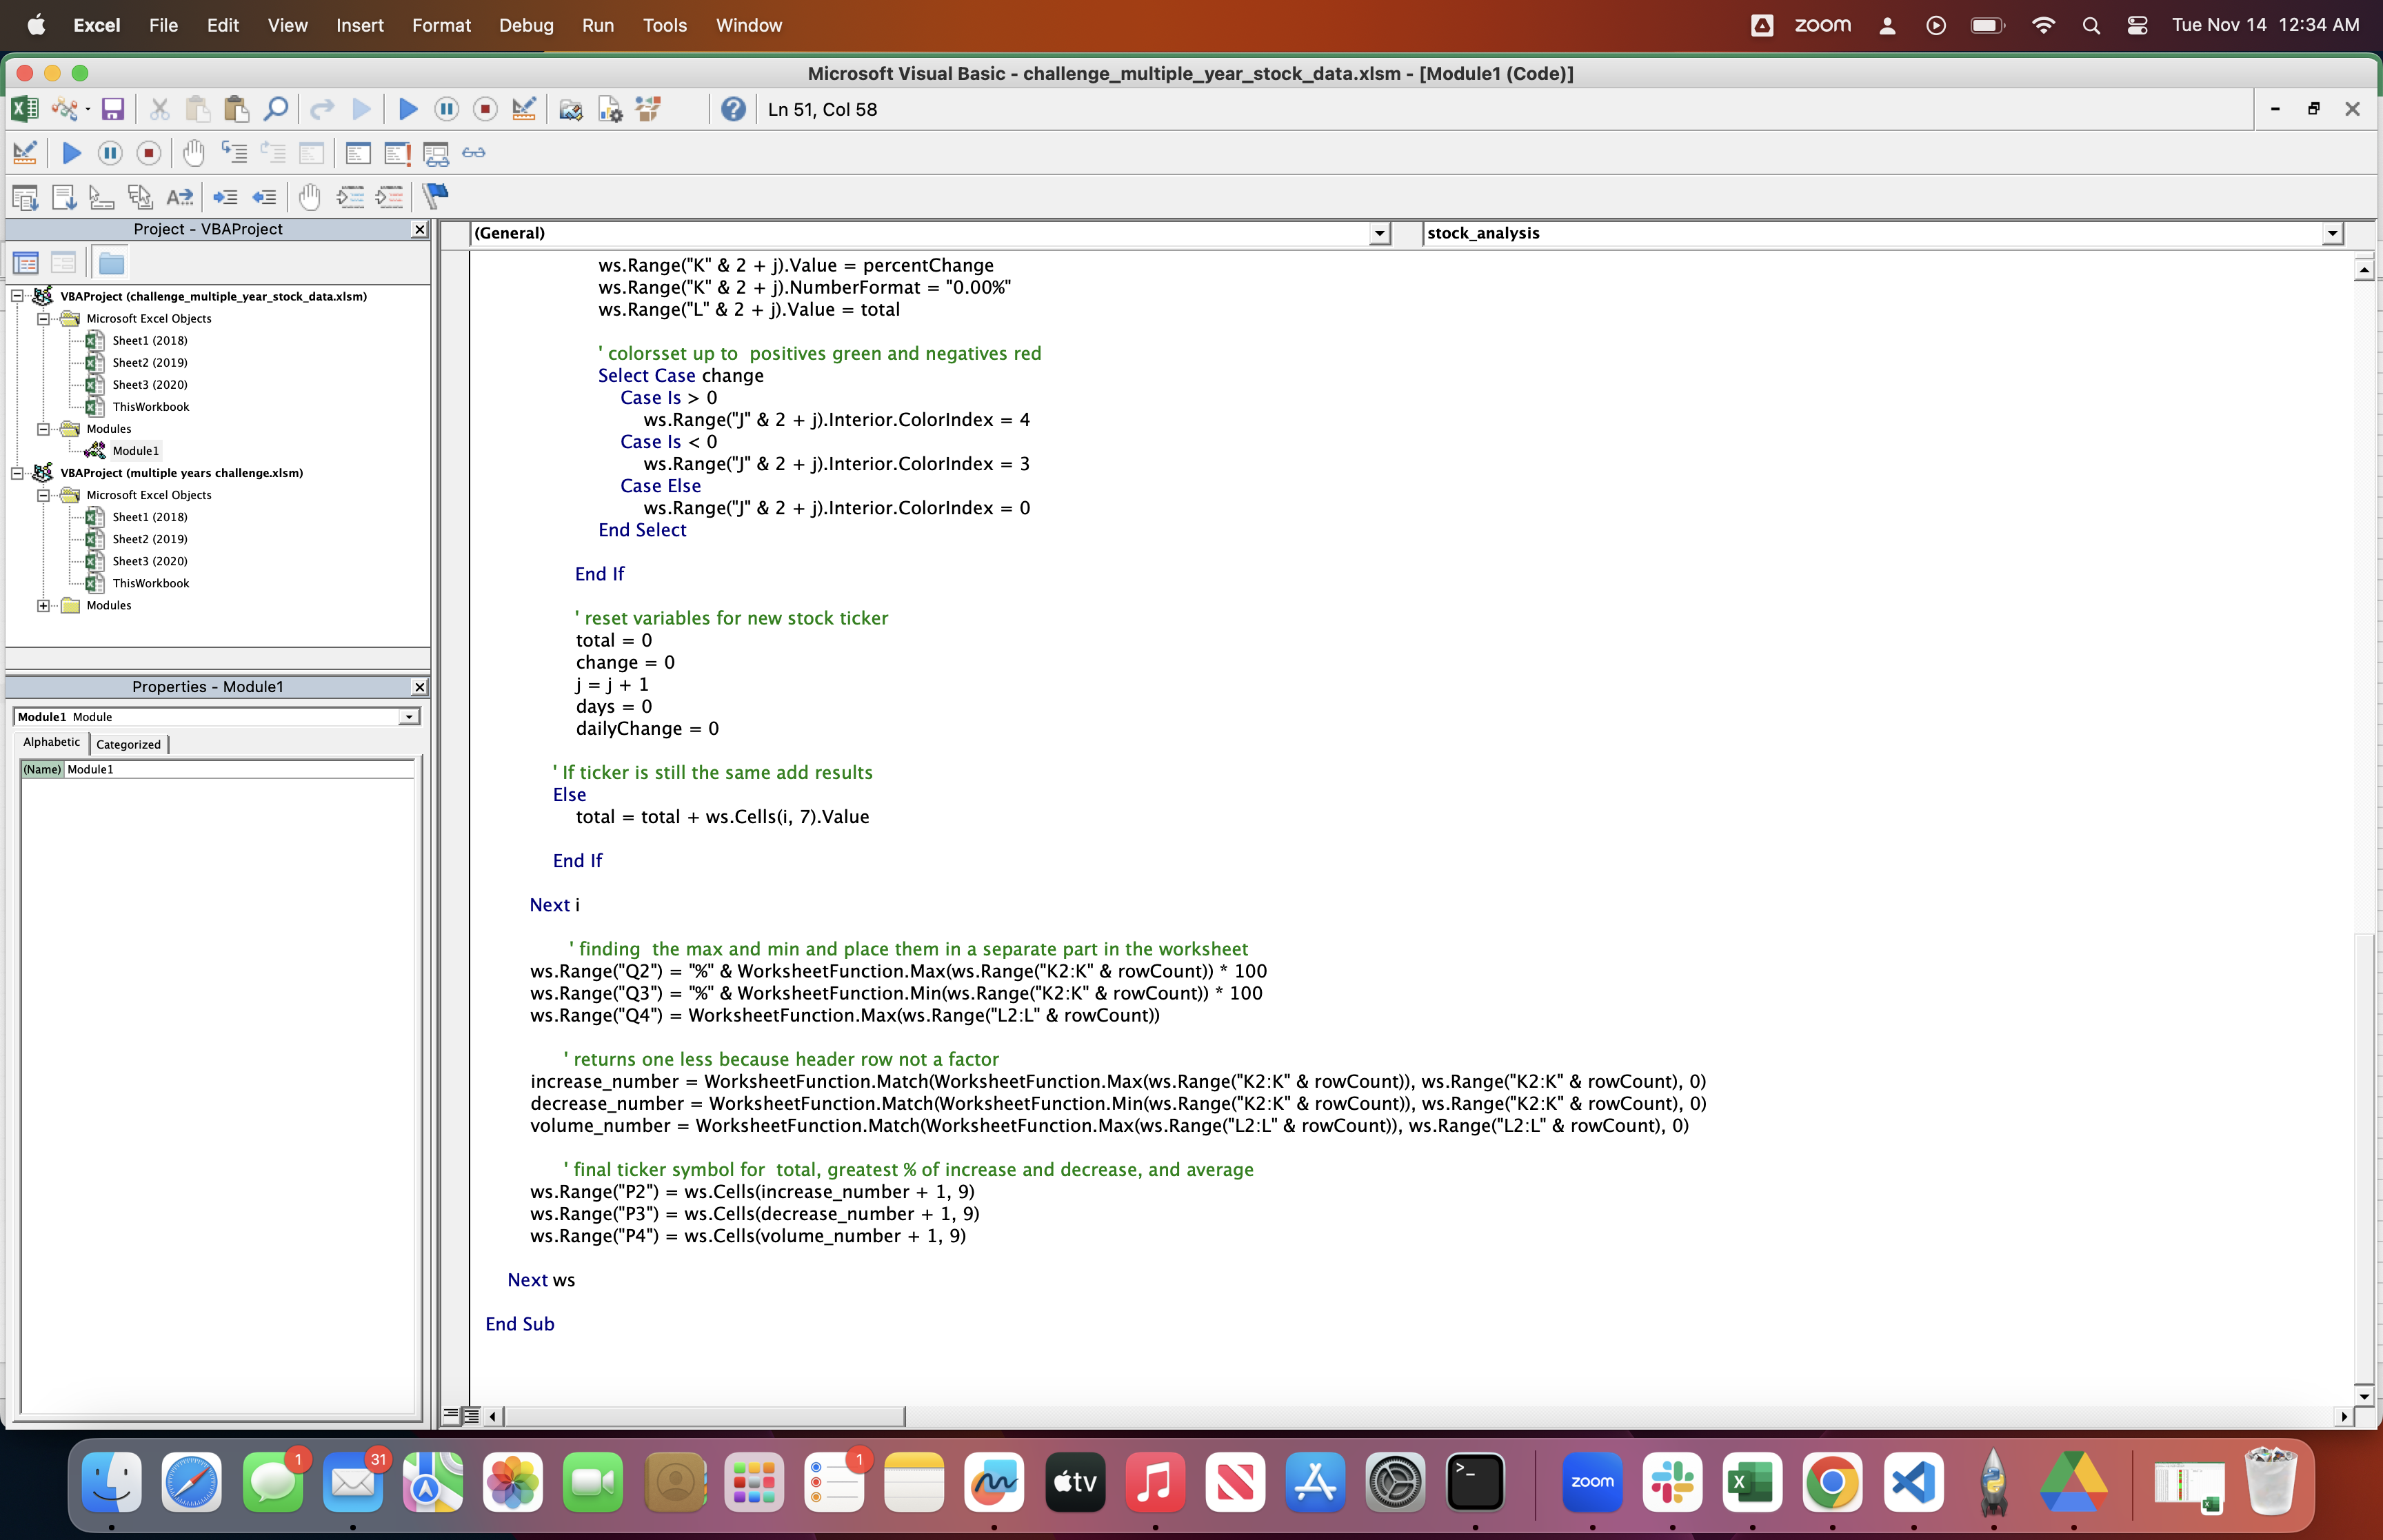 Excel File Edit View Insert Format Debug Run Tools Window zoom Tue Nov 14 12:34 AM
Microsoft Visual Basic - challenge_multiple_year_stock_data.xlsm - [Module1 (Code)]
Ln 51, Col 58
Project - VBAProject
(General) stock_analysis
VBAProject (challenge_multiple_year_stock_data.xlsm)
Microsoft Excel Objects
Sheet1 (2018)
Sheet2 (2019)
Sheet3 (2020)
ThisWorkbook
Modules
Module1
VBAProject (multiple years challenge.xlsm)
Microsoft Excel Objects
Sheet1 (2018)
Sheet2 (2019)
Sheet3 (2020)
ThisWorkbook
Modules
Properties - Module1
Module1 Module
Alphabetic Categorized
(Name) Module1
ws.Range("K" & 2 + j).Value = percentChange
ws.Range("K" & 2 + j).NumberFormat = "0.00%"
ws.Range("L" & 2 + j).Value = total
' colorsset up to  positives green and negatives red
Select Case change
Case Is > 0
ws.Range("J" & 2 + j).Interior.ColorIndex = 4
Case Is < 0
ws.Range("J" & 2 + j).Interior.ColorIndex = 3
Case Else
ws.Range("J" & 2 + j).Interior.ColorIndex = 0
End Select
End If
' reset variables for new stock ticker
total = 0
change = 0
j = j + 1
days = 0
dailyChange = 0
' If ticker is still the same add results
Else
total = total + ws.Cells(i, 7).Value
End If
Next i
' finding  the max and min and place them in a separate part in the worksheet
ws.Range("Q2") = "%" & WorksheetFunction.Max(ws.Range("K2:K" & rowCount)) * 100
ws.Range("Q3") = "%" & WorksheetFunction.Min(ws.Range("K2:K" & rowCount)) * 100
ws.Range("Q4") = WorksheetFunction.Max(ws.Range("L2:L" & rowCount))
' returns one less because header row not a factor
increase_number = WorksheetFunction.Match(WorksheetFunction.Max(ws.Range("K2:K" & rowCount)), ws.Range("K2:K" & rowCount), 0)
decrease_number = WorksheetFunction.Match(WorksheetFunction.Min(ws.Range("K2:K" & rowCount)), ws.Range("K2:K" & rowCount), 0)
volume_number = WorksheetFunction.Match(WorksheetFunction.Max(ws.Range("L2:L" & rowCount)), ws.Range("L2:L" & rowCount), 0)
' final ticker symbol for  total, greatest % of increase and decrease, and average
ws.Range("P2") = ws.Cells(increase_number + 1, 9)
ws.Range("P3") = ws.Cells(decrease_number + 1, 9)
ws.Range("P4") = ws.Cells(volume_number + 1, 9)
Next ws
End Sub
1 31 1 tv zoom